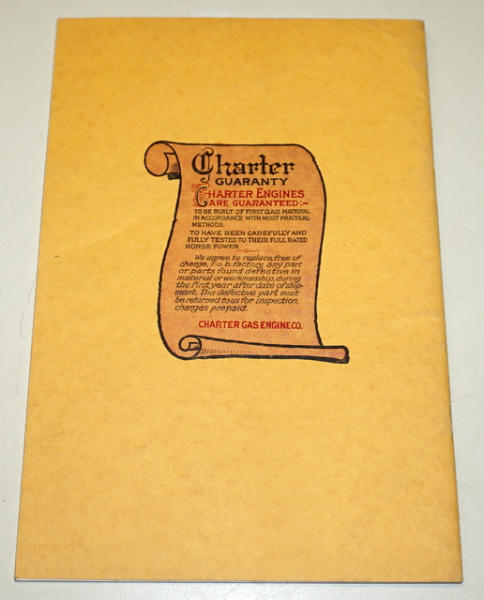 Charter
GUARANTY
CHARTER ENGINES
ARE GUARANTEED:-
TO BE BUILT OF FIRST CLASS MATERIAL
IN ACCORDANCE WITH MOST PRACTICAL
METHODS.
TO HAVE BEEN CAREFULLY AND
FULLY TESTED TO THEIR FULL RATED
HORSE POWER
We agree to replace, free of
charge, f.o.b. factory, any part
or parts found defective in
material or workmanship, during
the first year after date of ship-
ment. The defective part must
be returned to us for inspection,
charges prepaid.
CHARTER GAS ENGINE CO.